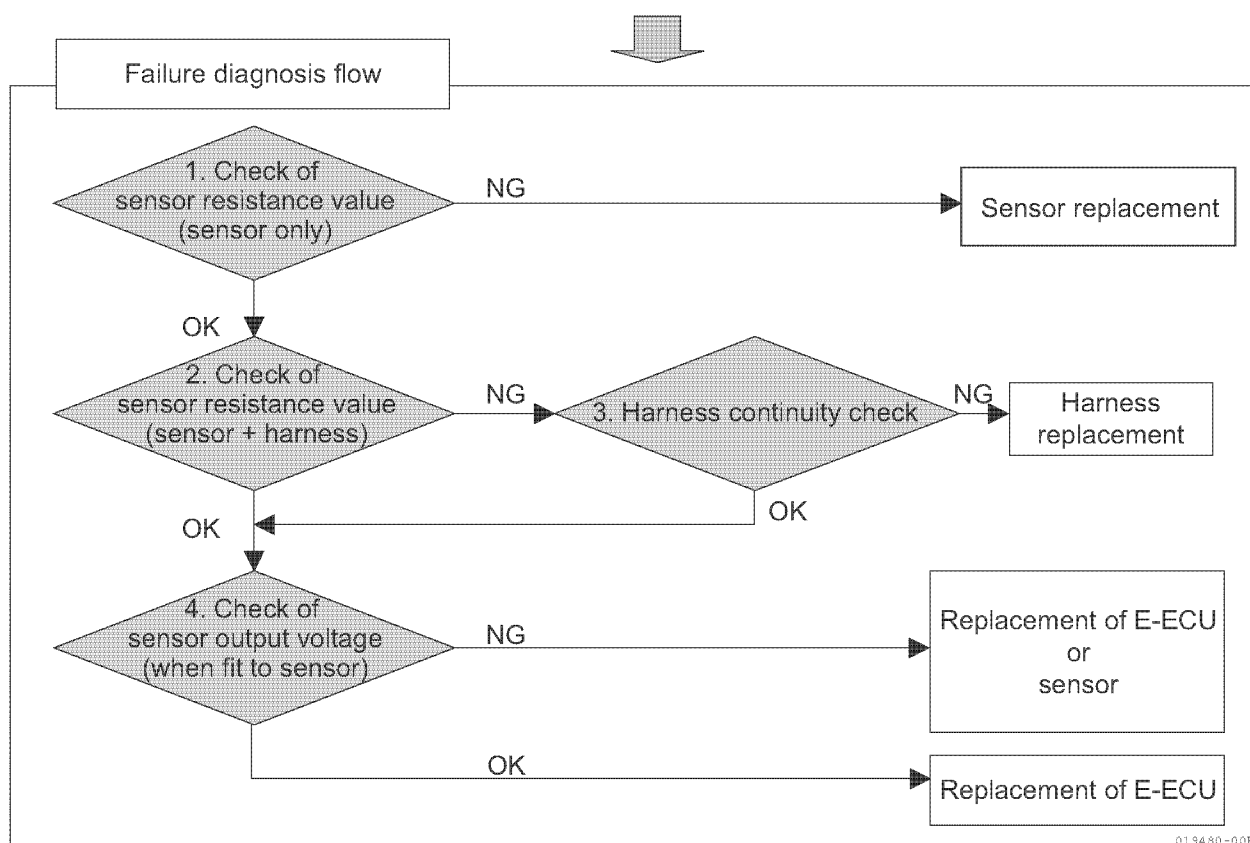 Failure diagnosis flow
1. Check of
sensor resistance value
(sensor only)
NG
Sensor replacement
OK
2. Check of
sensor resistance value
(sensor + harness)
NG
3. Harness continuity check
NG
Harness
replacement
OK
OK
4. Check of
sensor output voltage
(when fit to sensor)
NG
Replacement of E-ECU
or
sensor
OK
Replacement of E-ECU